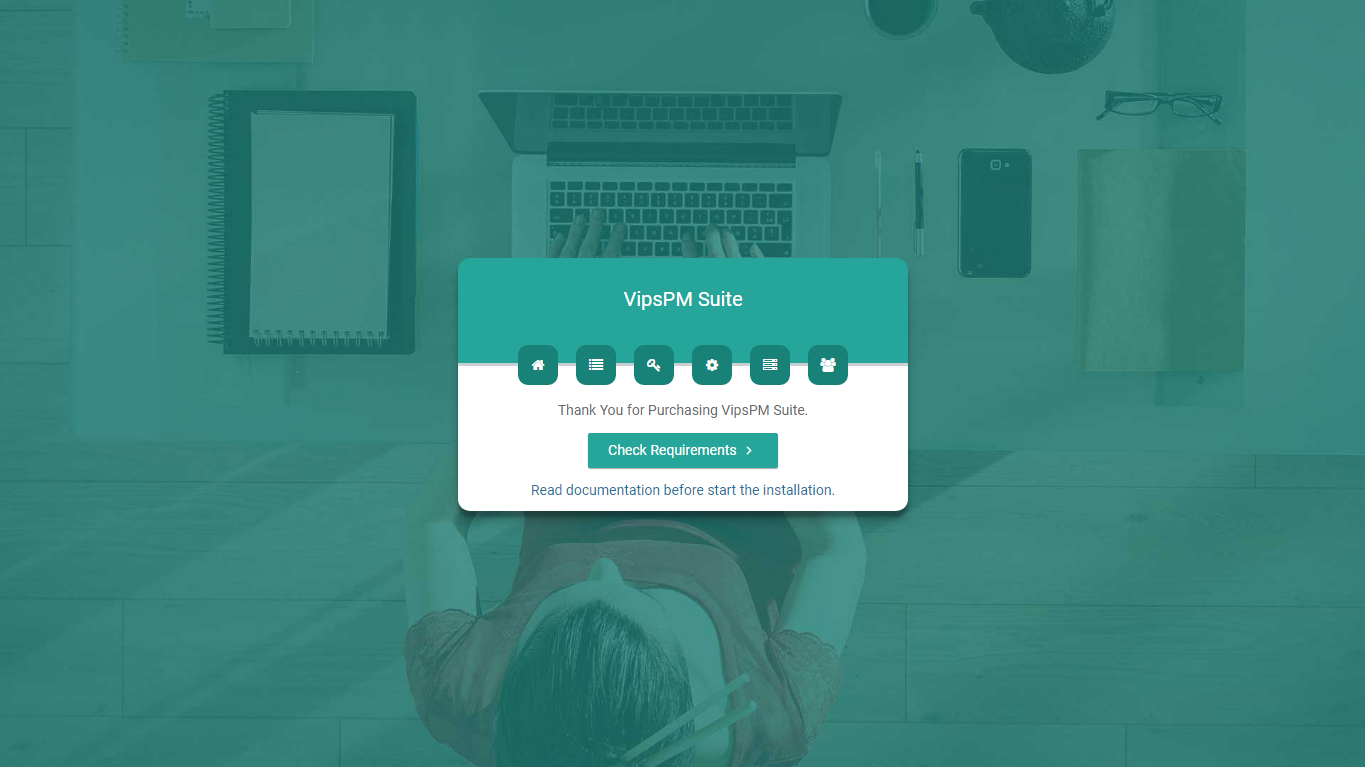 VipsPM Suite
Thank You for Purchasing VipsPM Suite.
Check Requirements
Read documentation before start the installation.